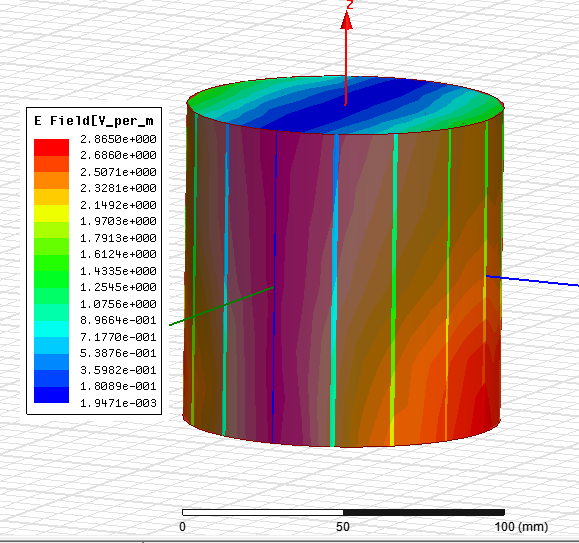 Z
E Field[V_per_m
2.8650e+000
2.6860e+000
2.5071e+000
2.3281e+000
2.1492e+000
1.9703e+000
1.7913e+000
1.6124e+000
1.4335e+000
1.2545e+000
1.0756e+000
8.9664e-001
7.1770e-001
5.3876e-001
3.5982e-001
1.8089e-001
1.9471e-003
0 50 100 (mm)